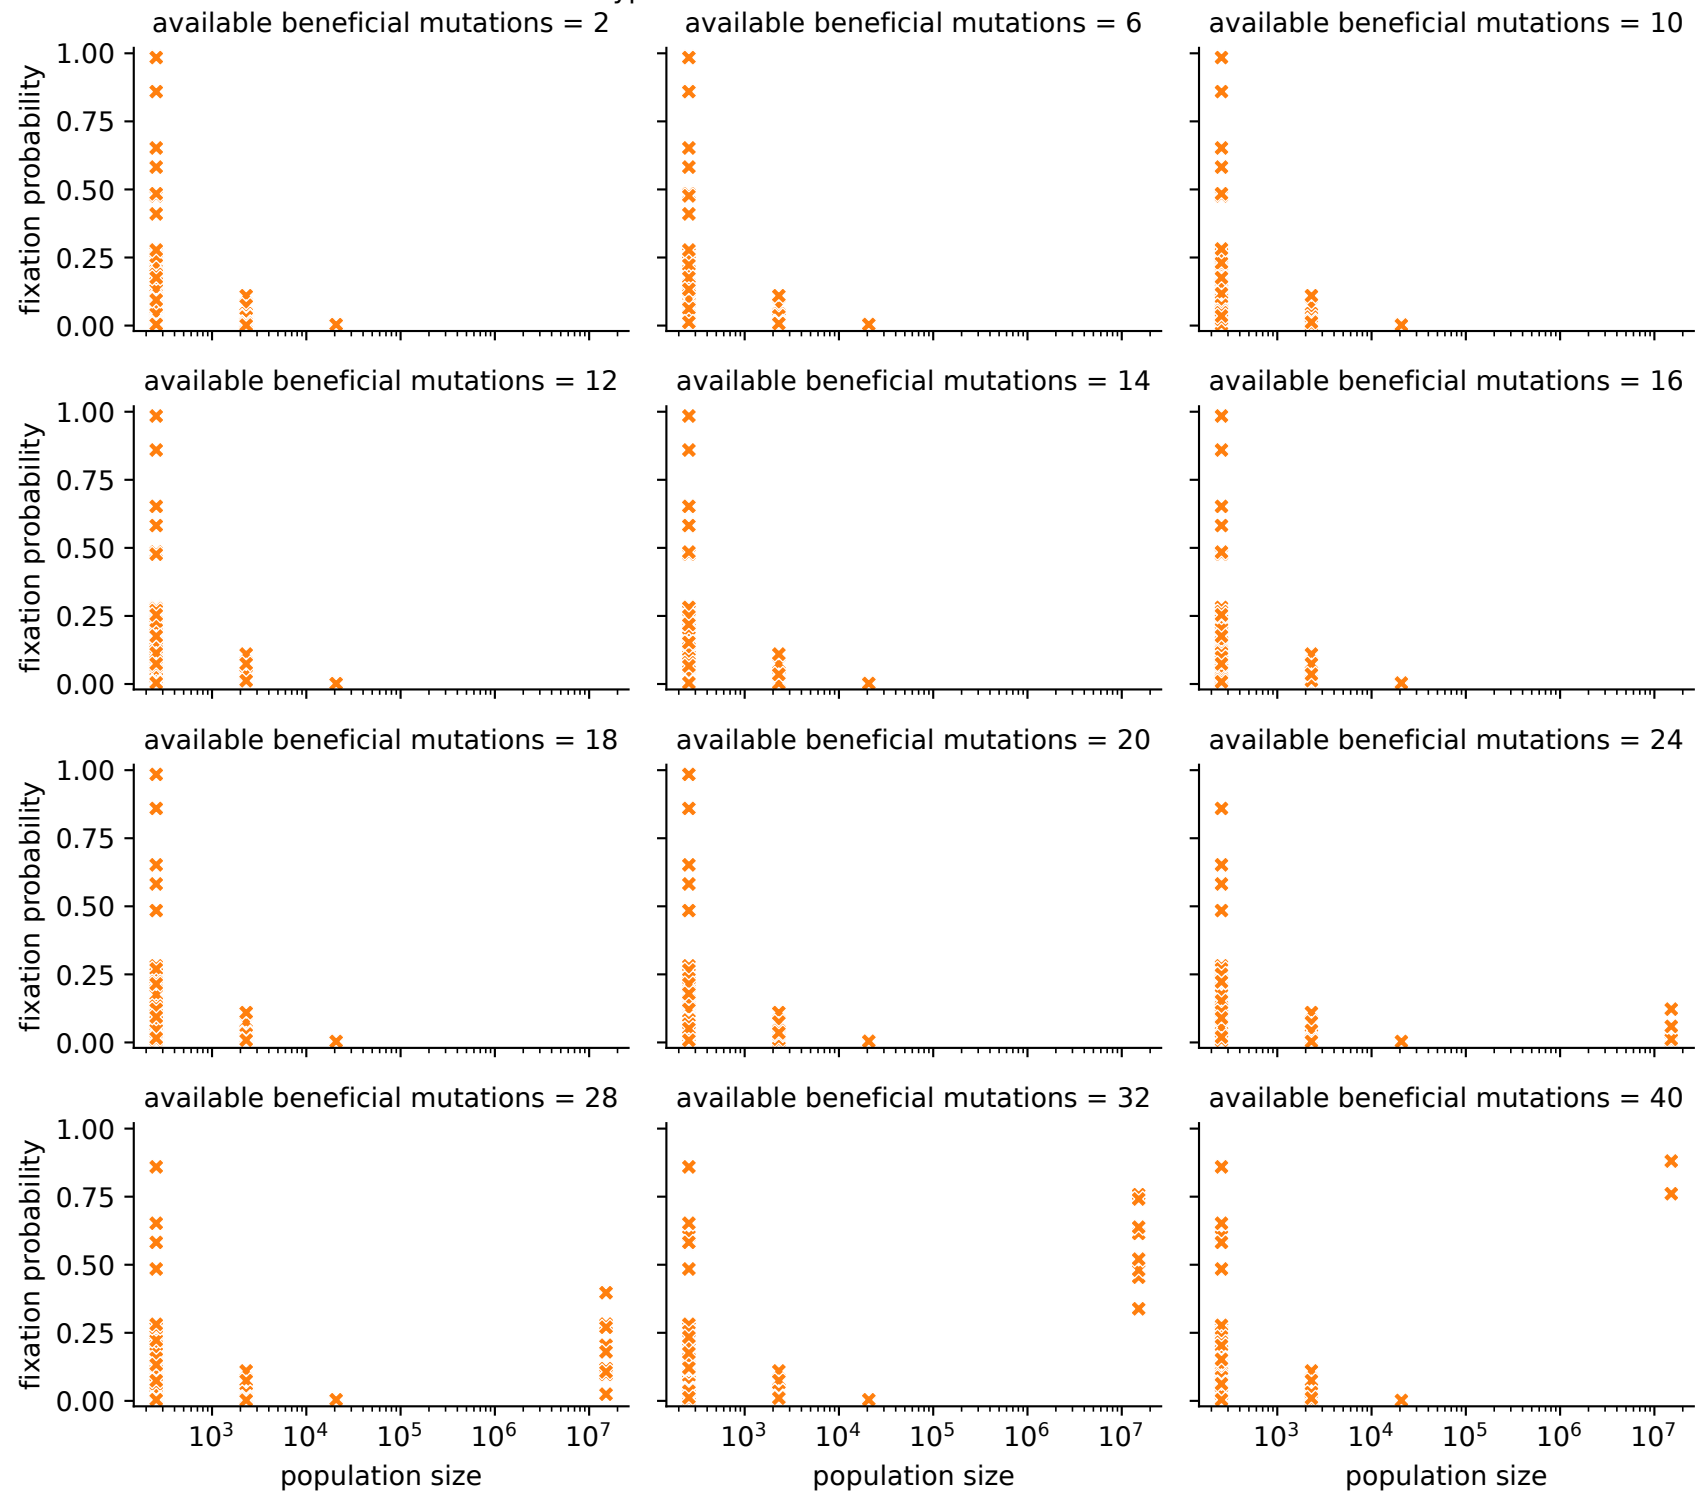 available beneficial mutations = 2
available beneficial mutations = 6
available beneficial mutations = 10
fixation probability
1.00
0.75
0.50
0.25
0.00
available beneficial mutations = 12
available beneficial mutations = 14
available beneficial mutations = 16
fixation probability
1.00
0.75
0.50
0.25
0.00
available beneficial mutations = 18
available beneficial mutations = 20
available beneficial mutations = 24
fixation probability
1.00
0.75
0.50
0.25
0.00
available beneficial mutations = 28
available beneficial mutations = 32
available beneficial mutations = 40
fixation probability
1.00
0.75
0.50
0.25
0.00
10³ 10⁴ 10⁵ 10⁶ 10⁷
10³ 10⁴ 10⁵ 10⁶ 10⁷
10³ 10⁴ 10⁵ 10⁶ 10⁷
population size
population size
population size